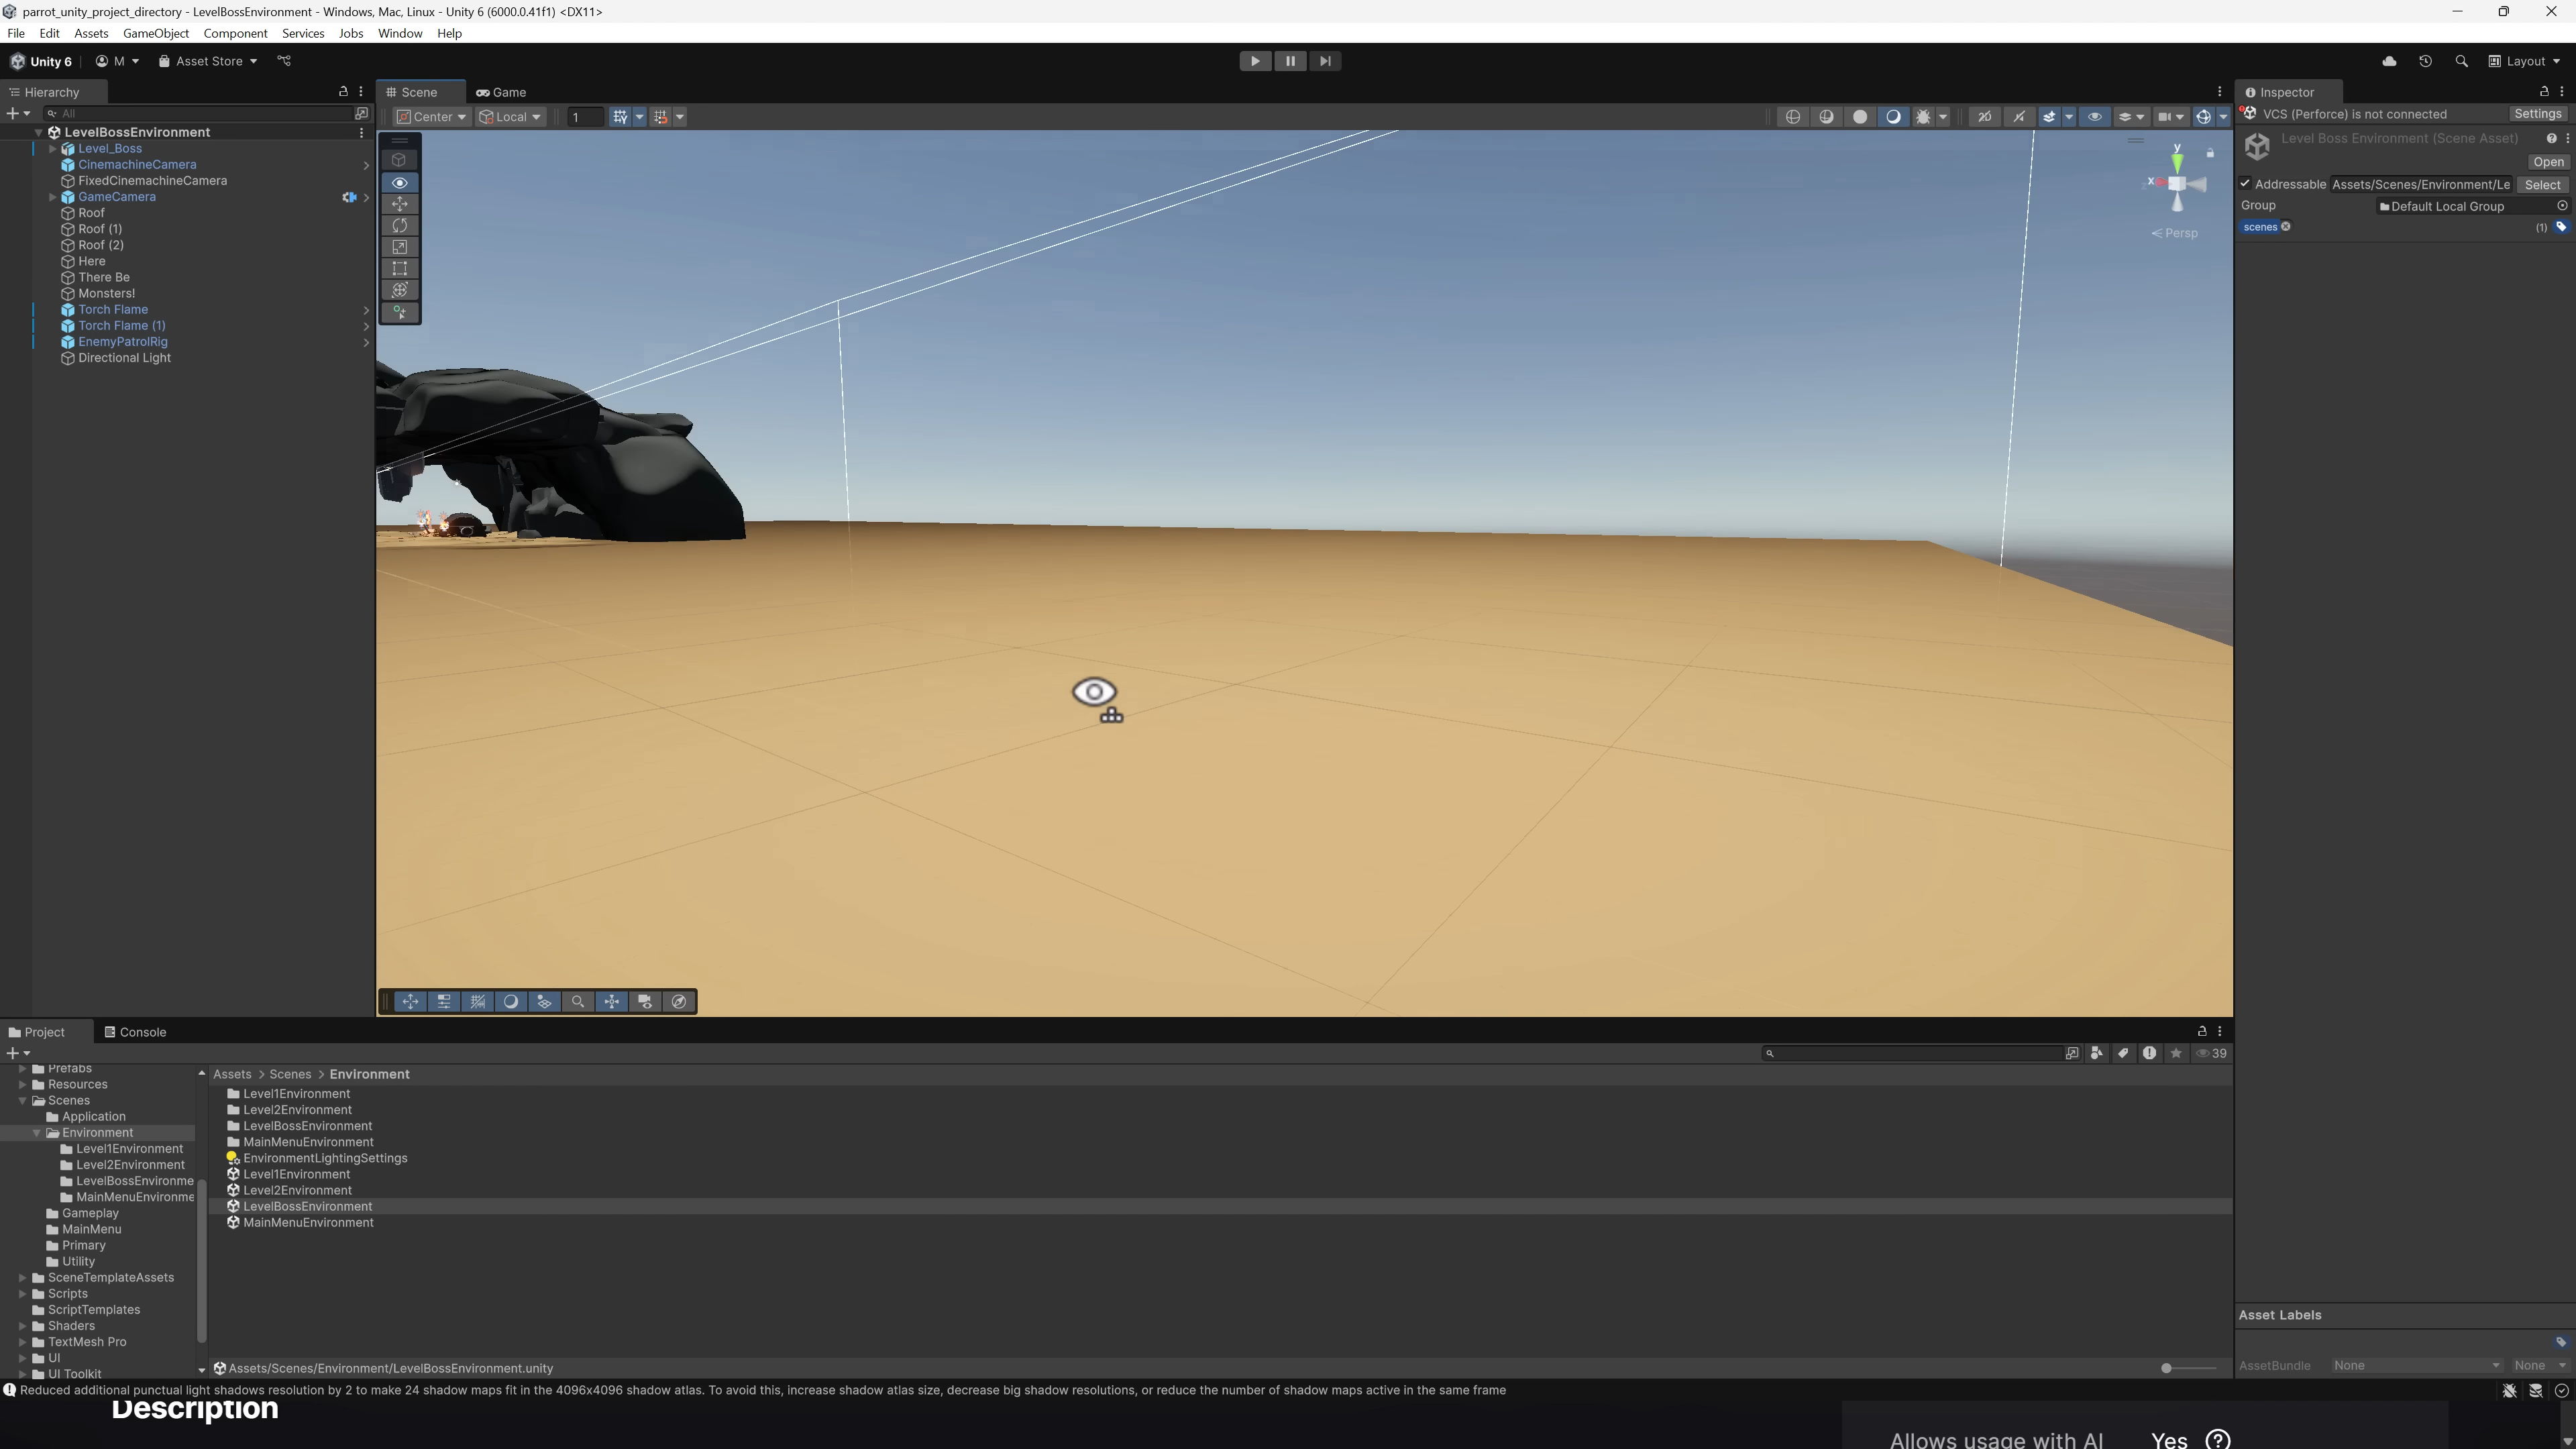 parrot_unity_project_directory - LevelBossEnvironment - Windows, Mac, Linux - Unity 6 (6000.0.41f1) <DX11>
File Edit Assets GameObject Component Services Jobs Window Help
Unity 6 M Asset Store Layout
Hierarchy
All
LevelBossEnvironment
Level_Boss
CinemachineCamera
FixedCinemachineCamera
GameCamera
Roof
Roof (1)
Roof (2)
Here
There Be
Monsters!
Torch Flame
Torch Flame (1)
EnemyPatrolRig
Directional Light
Scene Game
Center Local 1 2D
y
x
Persp
Inspector
VCS (Perforce) is not connected Settings
Level Boss Environment (Scene Asset)
Open
Addressable Assets/Scenes/Environment/Le Select
Group Default Local Group
scenes (1)
Project Console
39
Prefabs
Resources
Scenes
Application
Environment
Level1Environment
Level2Environment
LevelBossEnvironme
MainMenuEnvironme
Gameplay
MainMenu
Primary
Utility
SceneTemplateAssets
Scripts
ScriptTemplates
Shaders
TextMesh Pro
UI
UI Toolkit
Assets > Scenes > Environment
Level1Environment
Level2Environment
LevelBossEnvironment
MainMenuEnvironment
EnvironmentLightingSettings
Level1Environment
Level2Environment
LevelBossEnvironment
MainMenuEnvironment
Assets/Scenes/Environment/LevelBossEnvironment.unity
Asset Labels
AssetBundle None None
Reduced additional punctual light shadows resolution by 2 to make 24 shadow maps fit in the 4096x4096 shadow atlas. To avoid this, increase shadow atlas size, decrease big shadow resolutions, or reduce the number of shadow maps active in the same frame
Description
Allows usage with AI Yes